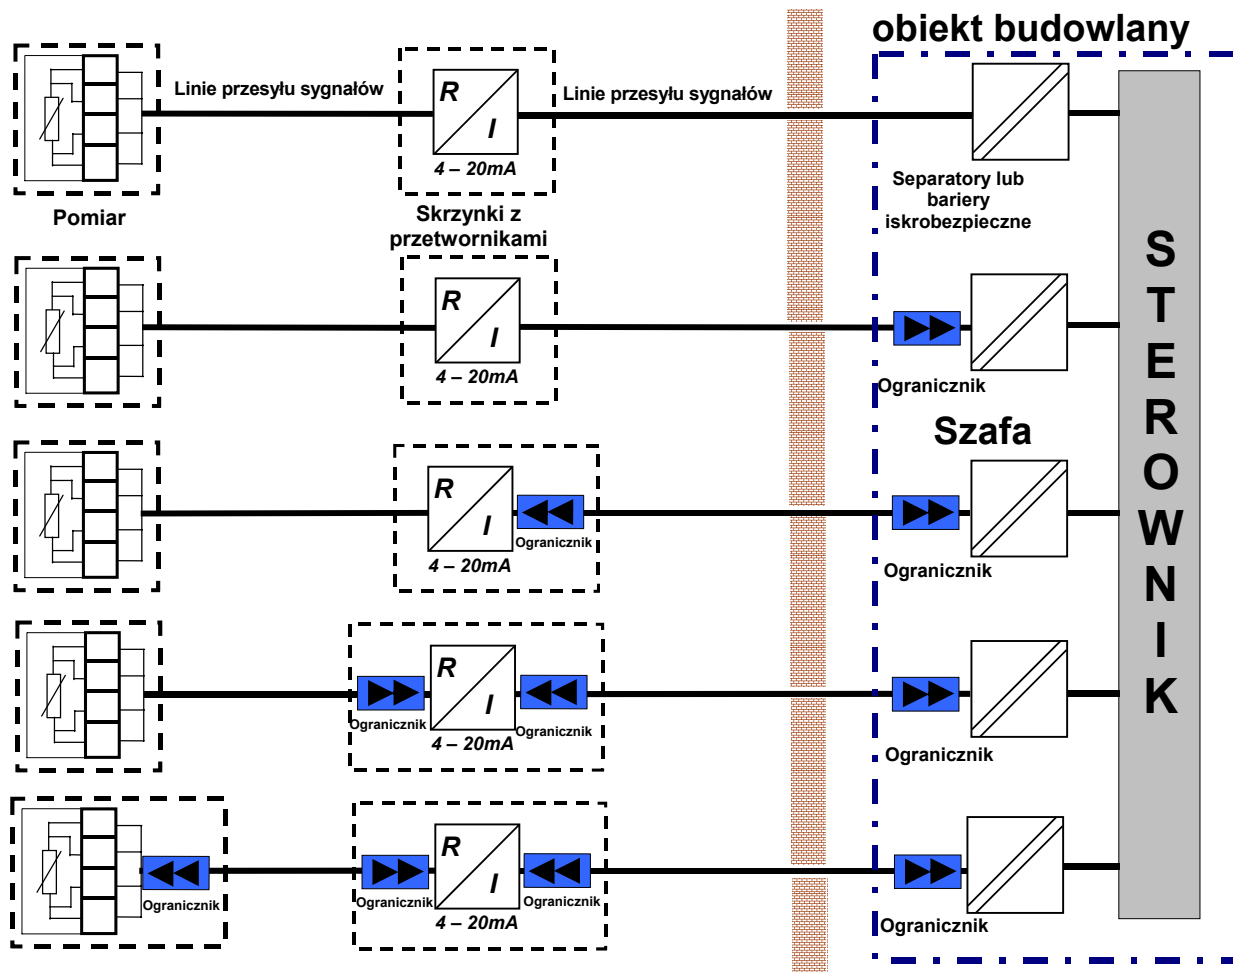 obiekt budowlany
Linie przesyłu sygnałów
R
I
4 – 20mA
Linie przesyłu sygnałów
Separatory lub
bariery
iskrobezpieczne
Pomiar
Skrzynki z
przetwornikami
R
I
4 – 20mA
Ogranicznik
Szafa
STEROWNIK
R
I
Ogranicznik
4 – 20mA
Ogranicznik
R
I
Ogranicznik
Ogranicznik
4 – 20mA
Ogranicznik
Ogranicznik
R
I
Ogranicznik
Ogranicznik
4 – 20mA
Ogranicznik